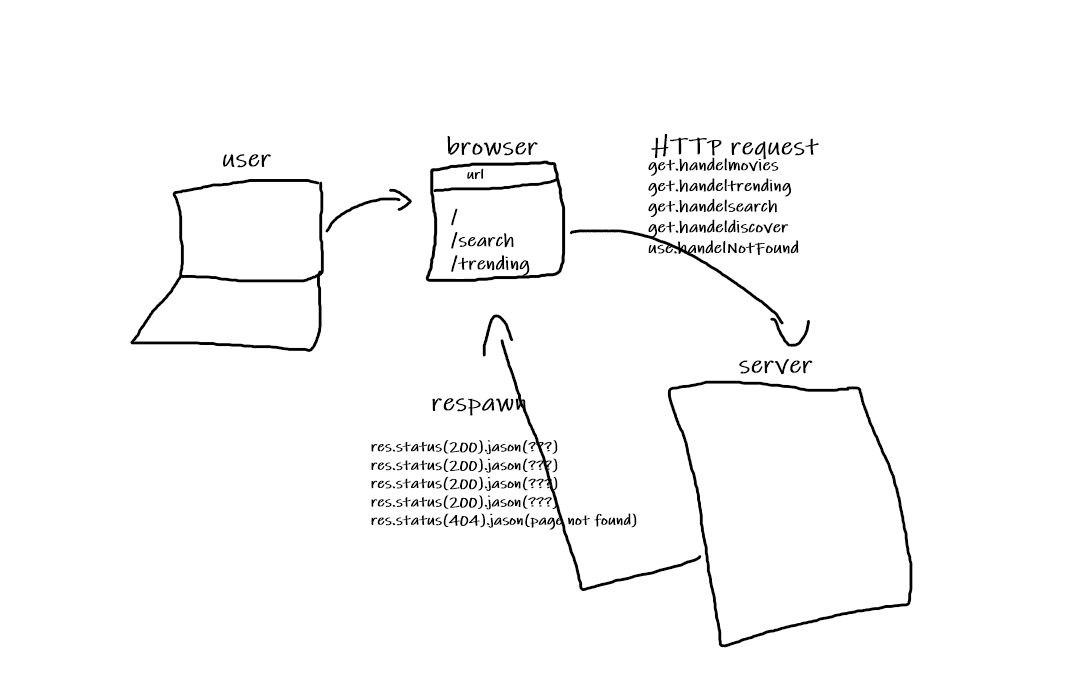 user
browser
url
/
/search
/trending
HTTP request
get.handelmovies
get.handeltrending
get.handelsearch
get.handeldiscover
use.handelNotFound
server
respawn
res.status(200).jason(???)
res.status(200).jason(???)
res.status(200).jason(???)
res.status(200).jason(???)
res.status(404).jason(page not found)